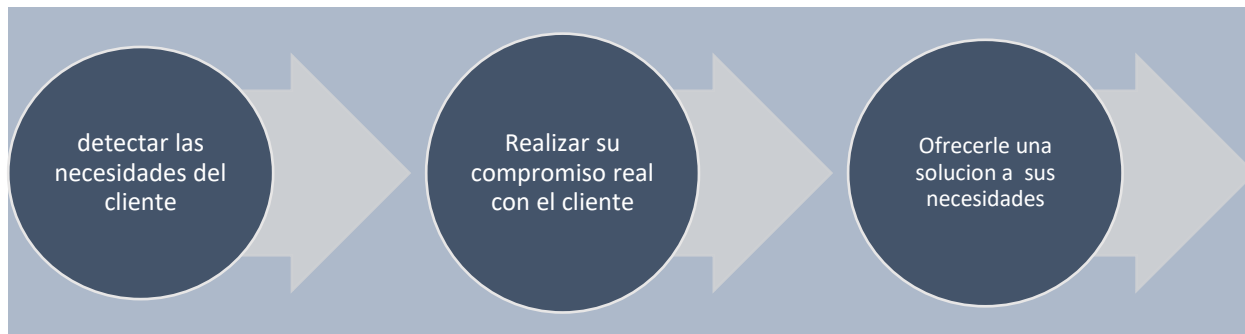 detectar las
necesidades del
cliente
Realizar su
compromiso real
con el cliente
Ofrecerle una
solucion a  sus
necesidades